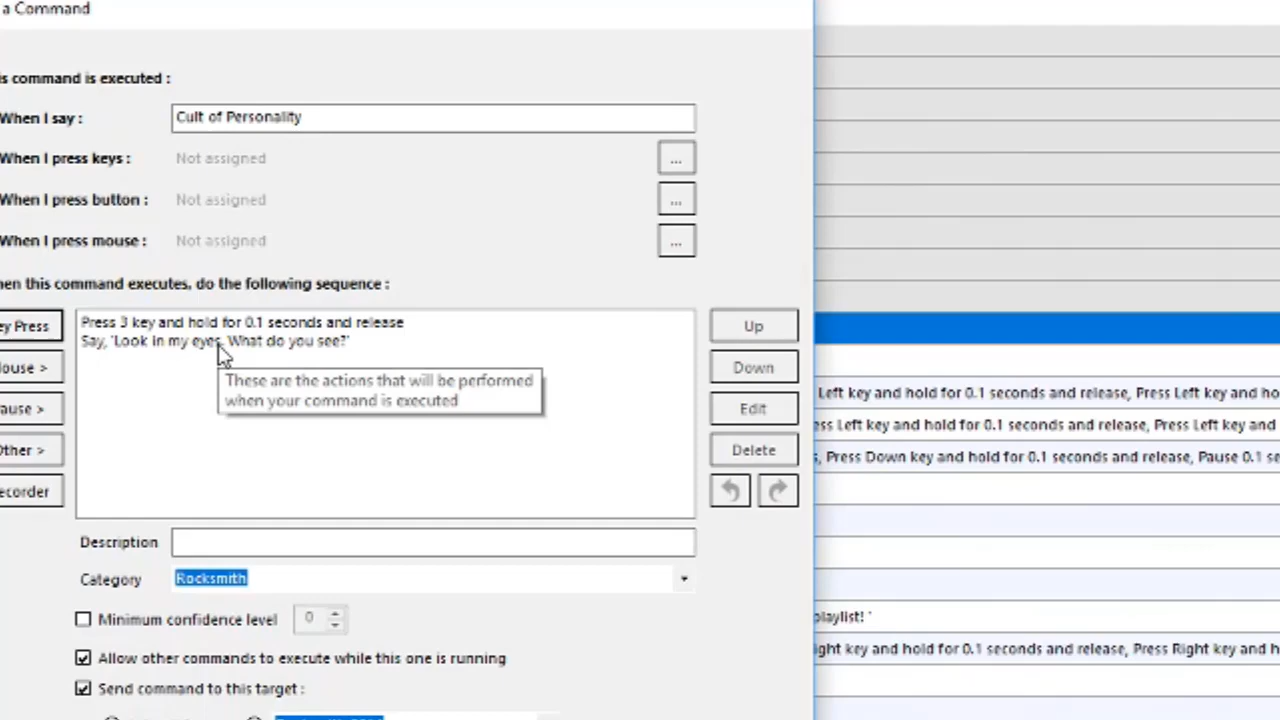 a Command
is command is executed :
When I say : Cult of Personality
When I press keys : Not assigned ...
When I press button : Not assigned ...
When I press mouse : Not assigned ...
en this command executes, do the following sequence :
ey Press
ouse >
ause >
Other >
ecorder
Press 3 key and hold for 0.1 seconds and release
Say, 'Look in my eyes. What do you see?'
These are the actions that will be performed
when your command is executed
Up
Down
Edit
Delete
Description
Category Rocksmith
Minimum confidence level 0
Allow other commands to execute while this one is running
Send command to this target :
Left key and hold for 0.1 seconds and release, Press Left key and ho
ess Left key and hold for 0.1 seconds and release, Press Left key and
s, Press Down key and hold for 0.1 seconds and release, Pause 0.1 se
playlist! '
ight key and hold for 0.1 seconds and release, Press Right key and h